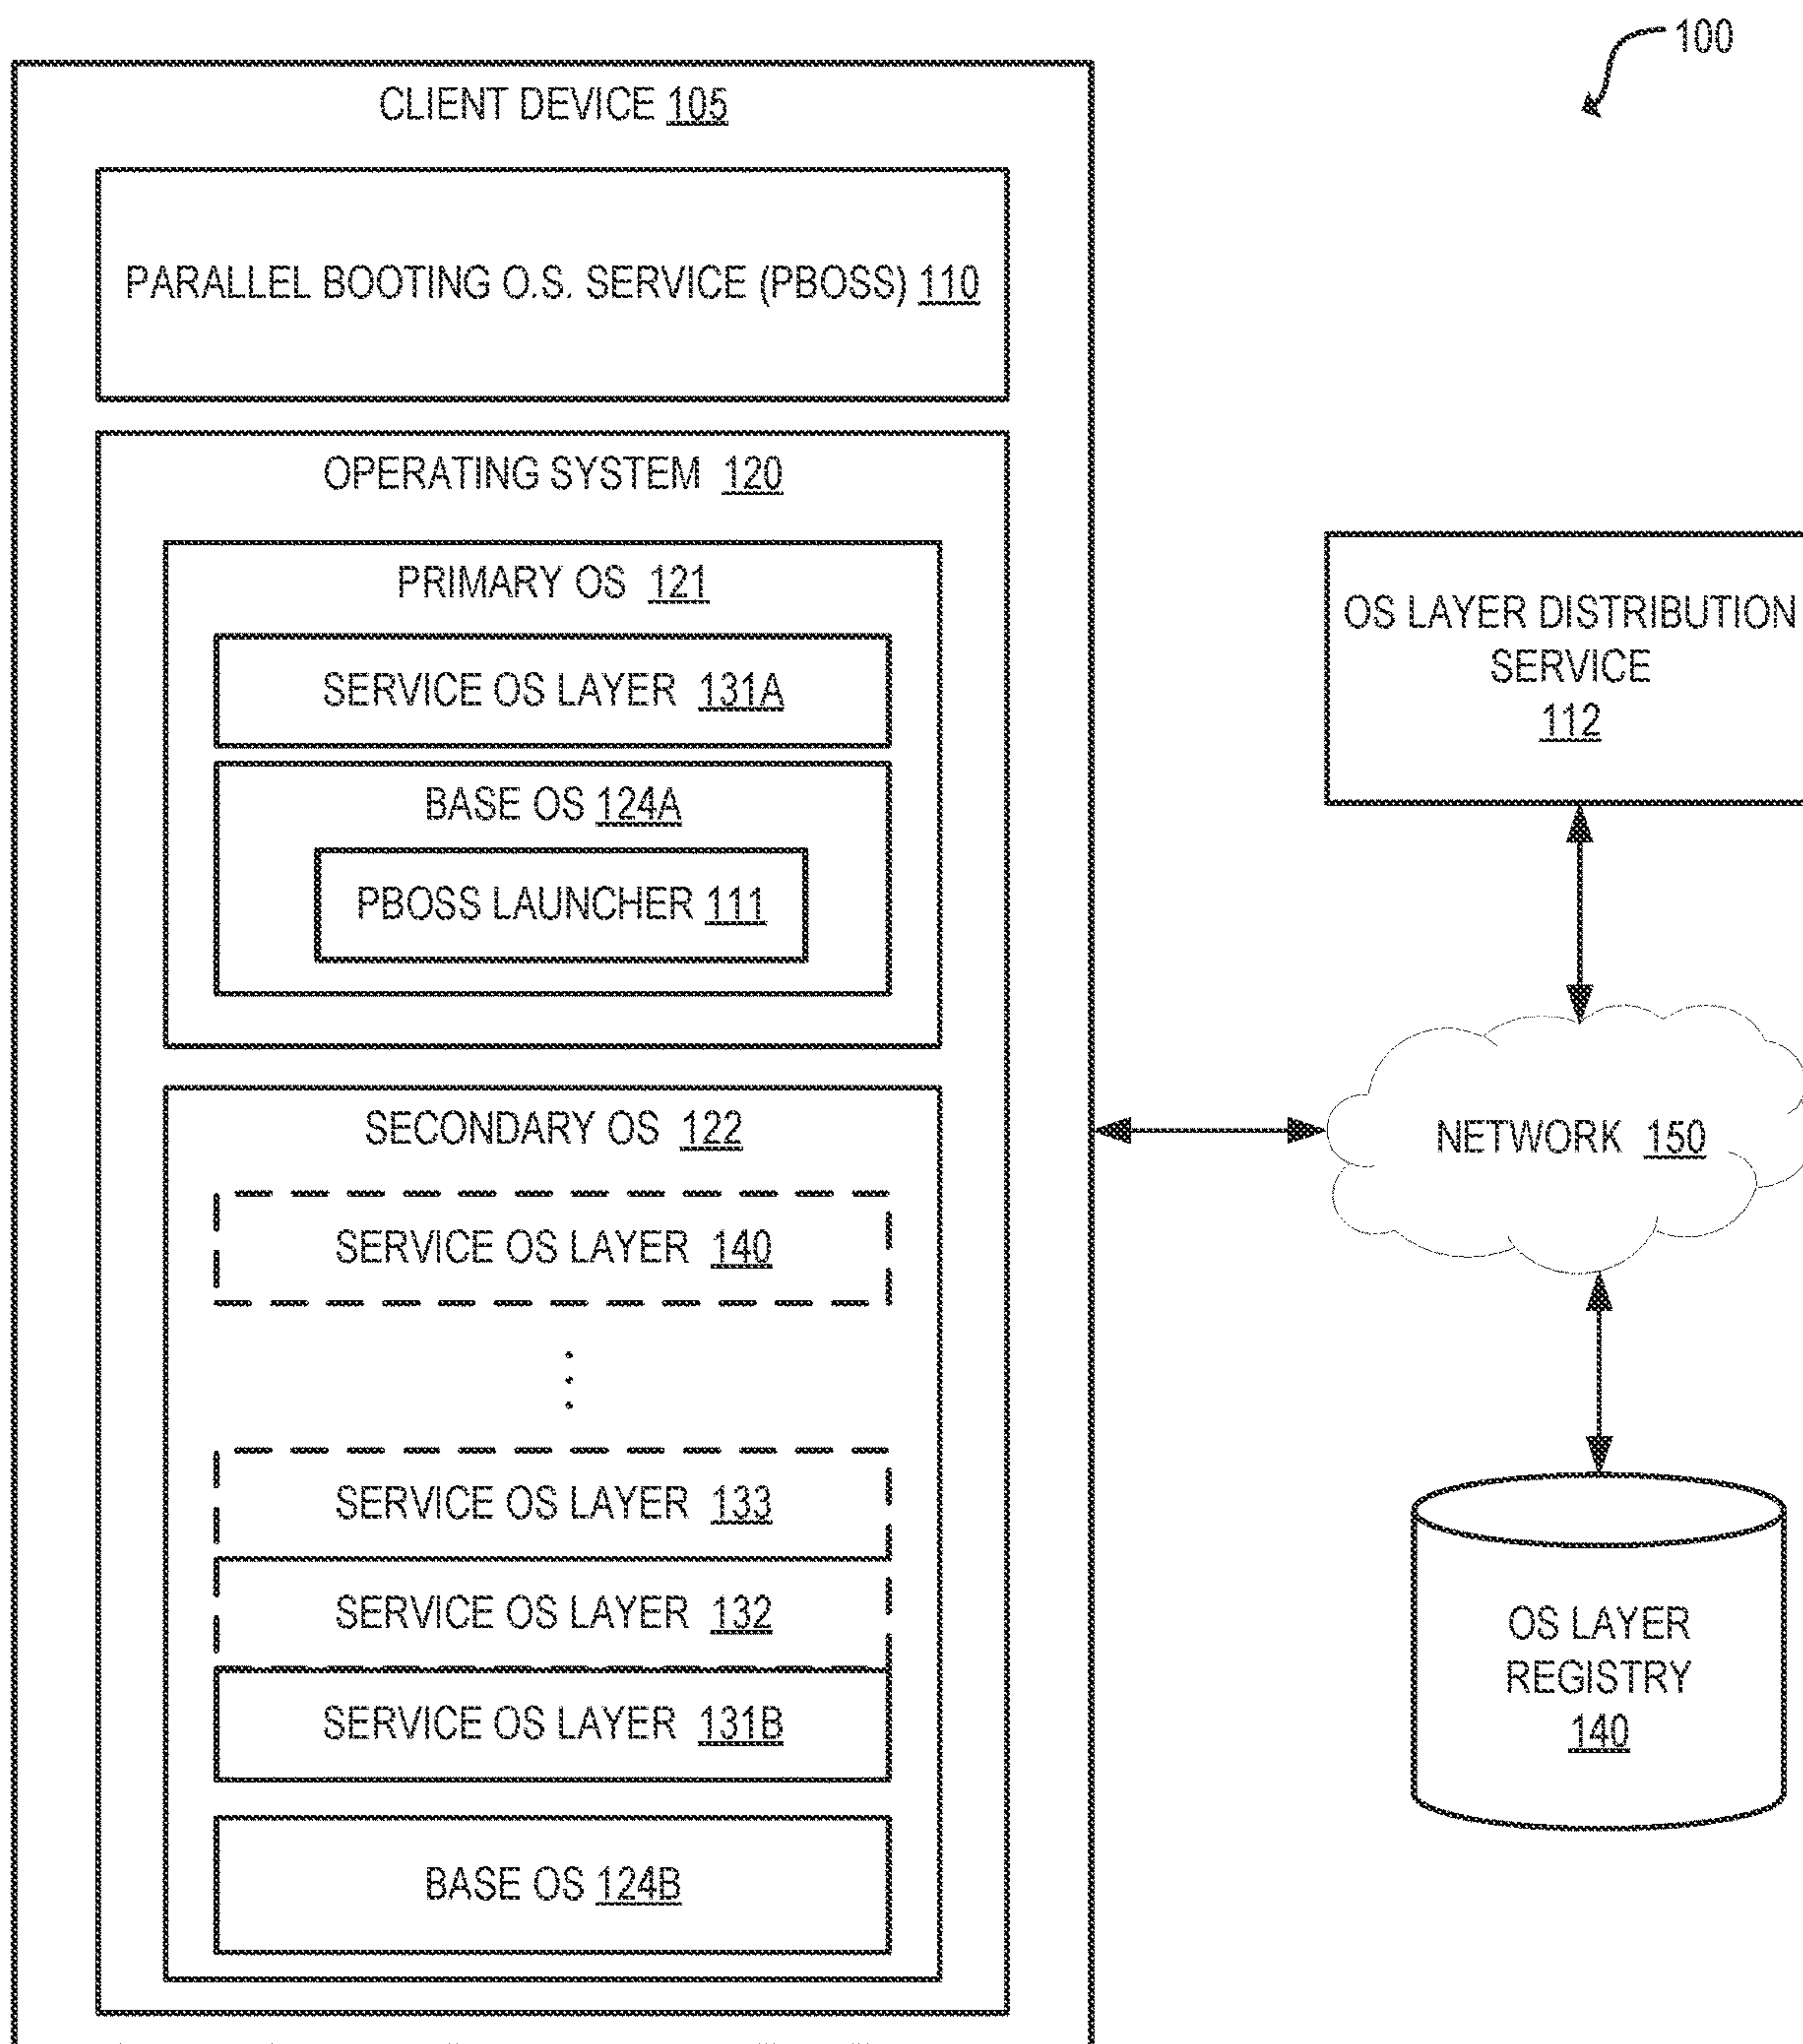 100
CLIENT DEVICE 105
PARALLEL BOOTING O.S. SERVICE (PBOSS) 110
OPERATING SYSTEM 120
PRIMARY OS 121
SERVICE OS LAYER 131A
BASE OS 124A
PBOSS LAUNCHER 111
SECONDARY OS 122
SERVICE OS LAYER 140
SERVICE OS LAYER 133
SERVICE OS LAYER 132
SERVICE OS LAYER 131B
BASE OS 124B
OS LAYER DISTRIBUTION
SERVICE
112
NETWORK 150
OS LAYER
REGISTRY
140